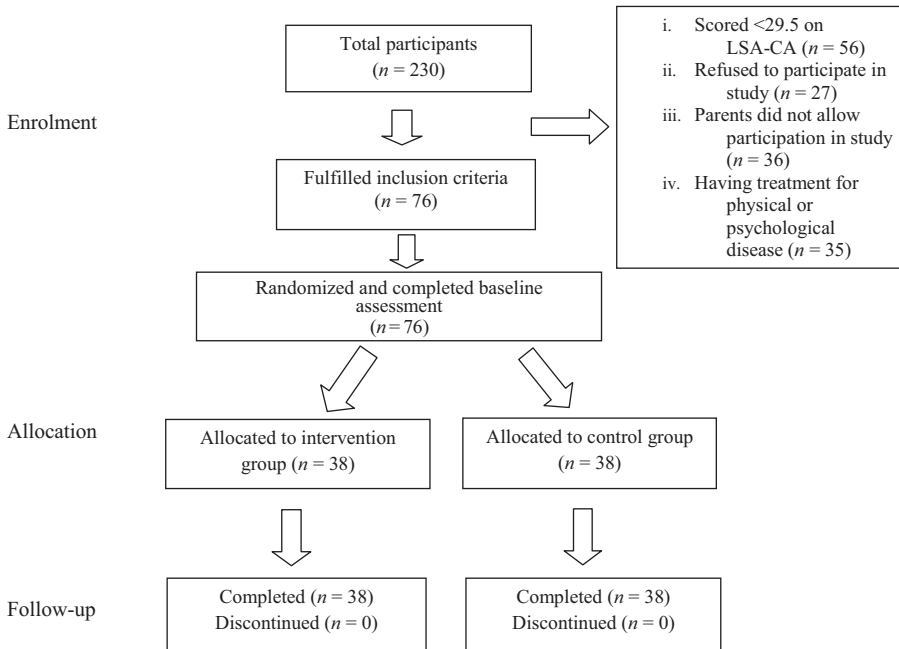 Total participants
(n = 230)
i. Scored <29.5 on
LSA-CA (n = 56)
ii. Refused to participate in
study (n = 27)
iii. Parents did not allow
participation in study
(n = 36)
iv. Having treatment for
physical or
psychological
disease (n = 35)
Enrolment
Fulfilled inclusion criteria
(n = 76)
Randomized and completed baseline
assessment
(n = 76)
Allocation
Allocated to intervention
group (n = 38)
Allocated to control group
(n = 38)
Follow-up
Completed (n = 38)
Discontinued (n = 0)
Completed (n = 38)
Discontinued (n = 0)